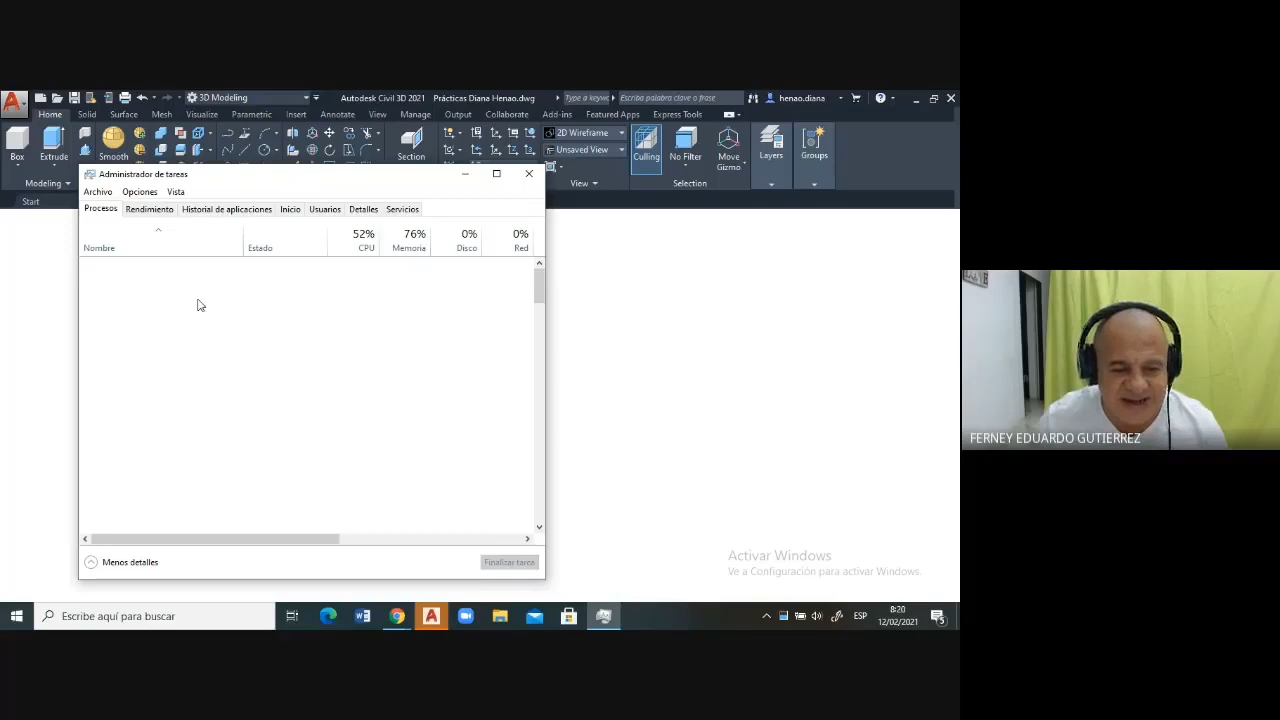 3D Modeling
Autodesk Civil 3D 2021 Prácticas Diana Henao.dwg
Type a keywo
Escriba palabra clave o frase
henao.diana
Home Solid Surface Mesh Visualize Parametric Insert Annotate View Manage Output Collaborate Add-ins Featured Apps Express Tools
2D Wireframe
Unsaved View
Box Extrude Smooth Section Culling No Filter Move Gizmo Layers Groups
Modeling View Selection
Start
Administrador de tareas
Archivo Opciones Vista
Procesos Rendimiento Historial de aplicaciones Inicio Usuarios Detalles Servicios
52% 76% 0% 0%
Nombre Estado CPU Memoria Disco Red
Menos detalles
Finalizar tarea
Activar Windows
Ve a Configuración para activar Windows.
Escribe aquí para buscar
ESP
8:20
12/02/2021
5
FERNEY EDUARDO GUTIERREZ